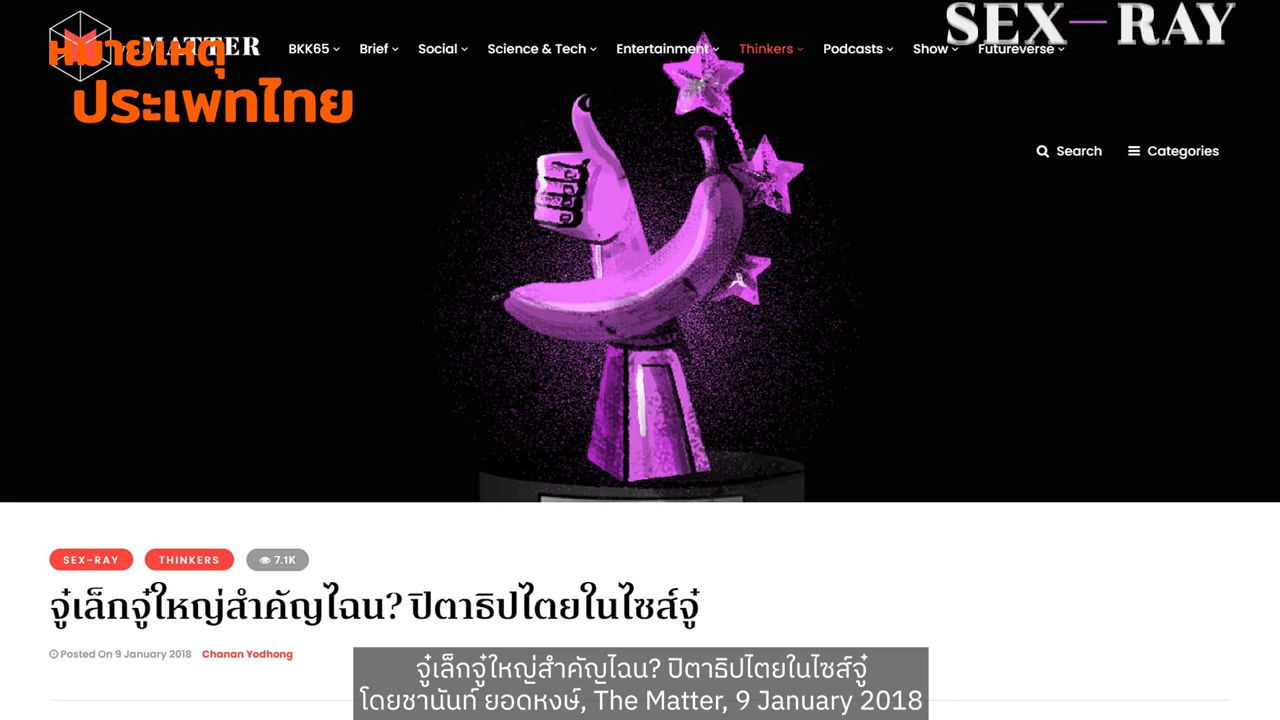 SEX-RAY
MATTER
BKK65 Brief Social Science & Tech Entertainment Thinkers Podcasts Show Futureverse
หมายเหตุ
ประเพทไทย
Search Categories
SEX-RAY THINKERS 7.1K
จู๋เล็กจู๋ใหญ่สำคัญไฉน? ปิตาธิปไตยในไซส์จู๋
Posted On 9 January 2018 Chanan Yodhong
จู๋เล็กจู๋ใหญ่สำคัญไฉน? ปิตาธิปไตยในไซส์จู๋
โดยชานันท์ ยอดหงษ์, The Matter, 9 January 2018